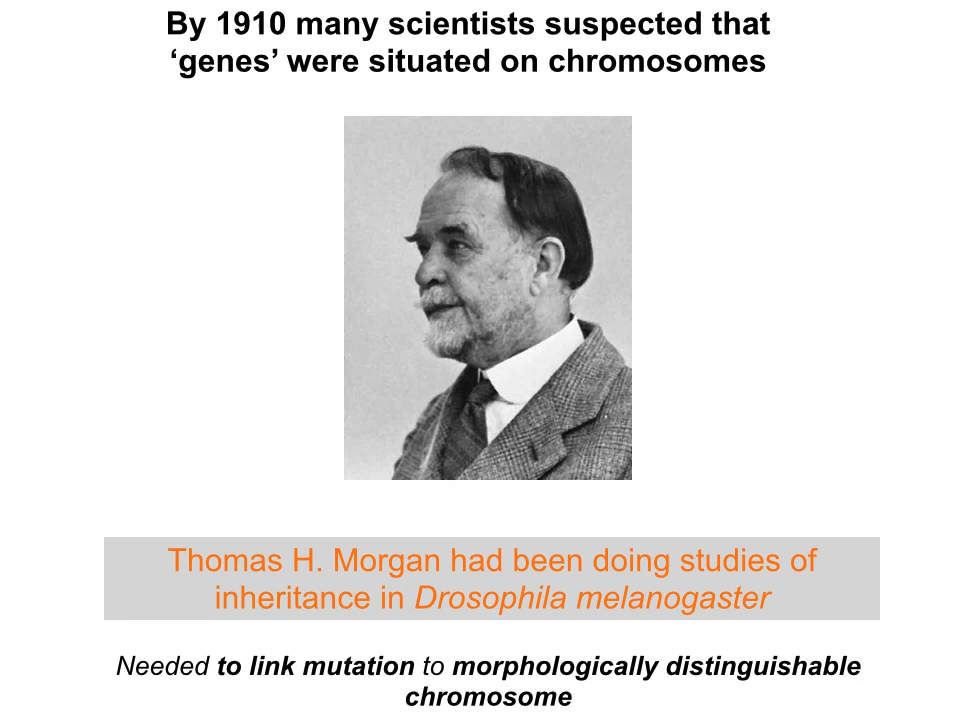 By 1910 many scientists suspected that
‘genes’ were situated on chromosomes
Thomas H. Morgan had been doing studies of
inheritance in Drosophila melanogaster
Needed to link mutation to morphologically distinguishable
chromosome